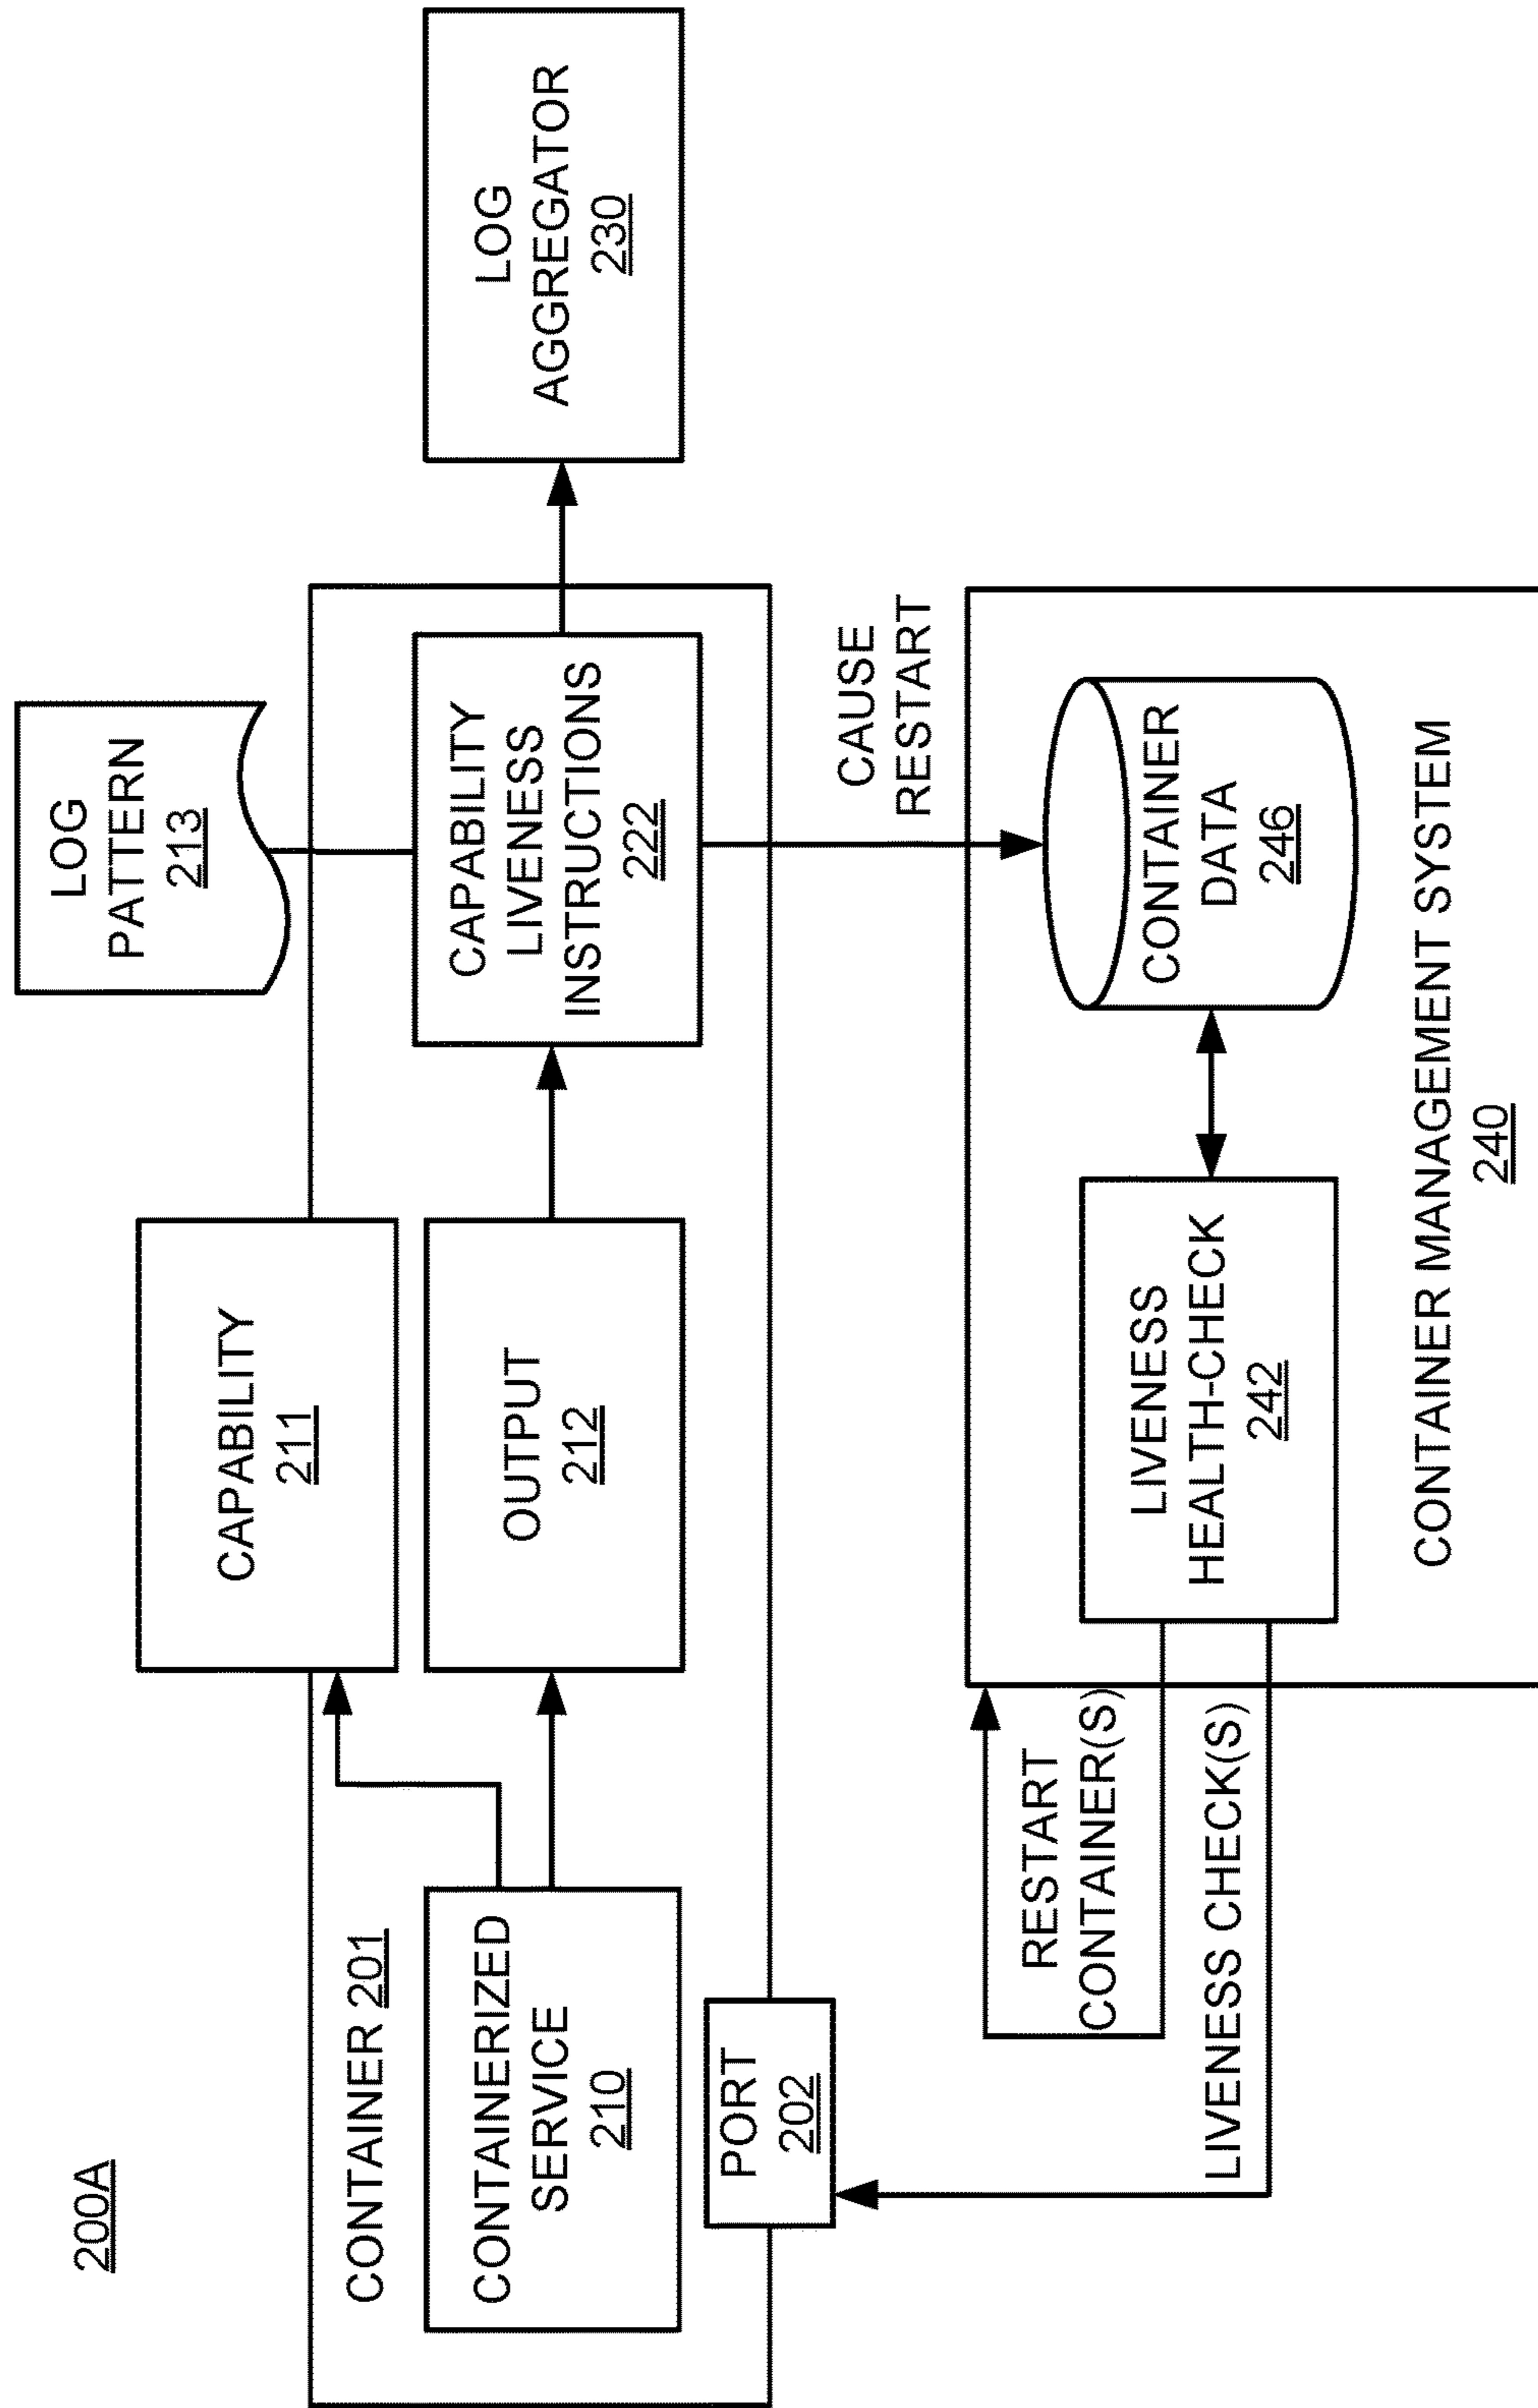 200A
LOG
PATTERN
213
CAPABILITY
211
CONTAINER 201
CONTAINERIZED
SERVICE
210
OUTPUT
212
CAPABILITY
LIVENESS
INSTRUCTIONS
222
LOG
AGGREGATOR
230
PORT
202
CAUSE
RESTART
RESTART
CONTAINER(S)
LIVENESS CHECK(S)
LIVENESS
HEALTH-CHECK
242
CONTAINER
DATA
246
CONTAINER MANAGEMENT SYSTEM
240